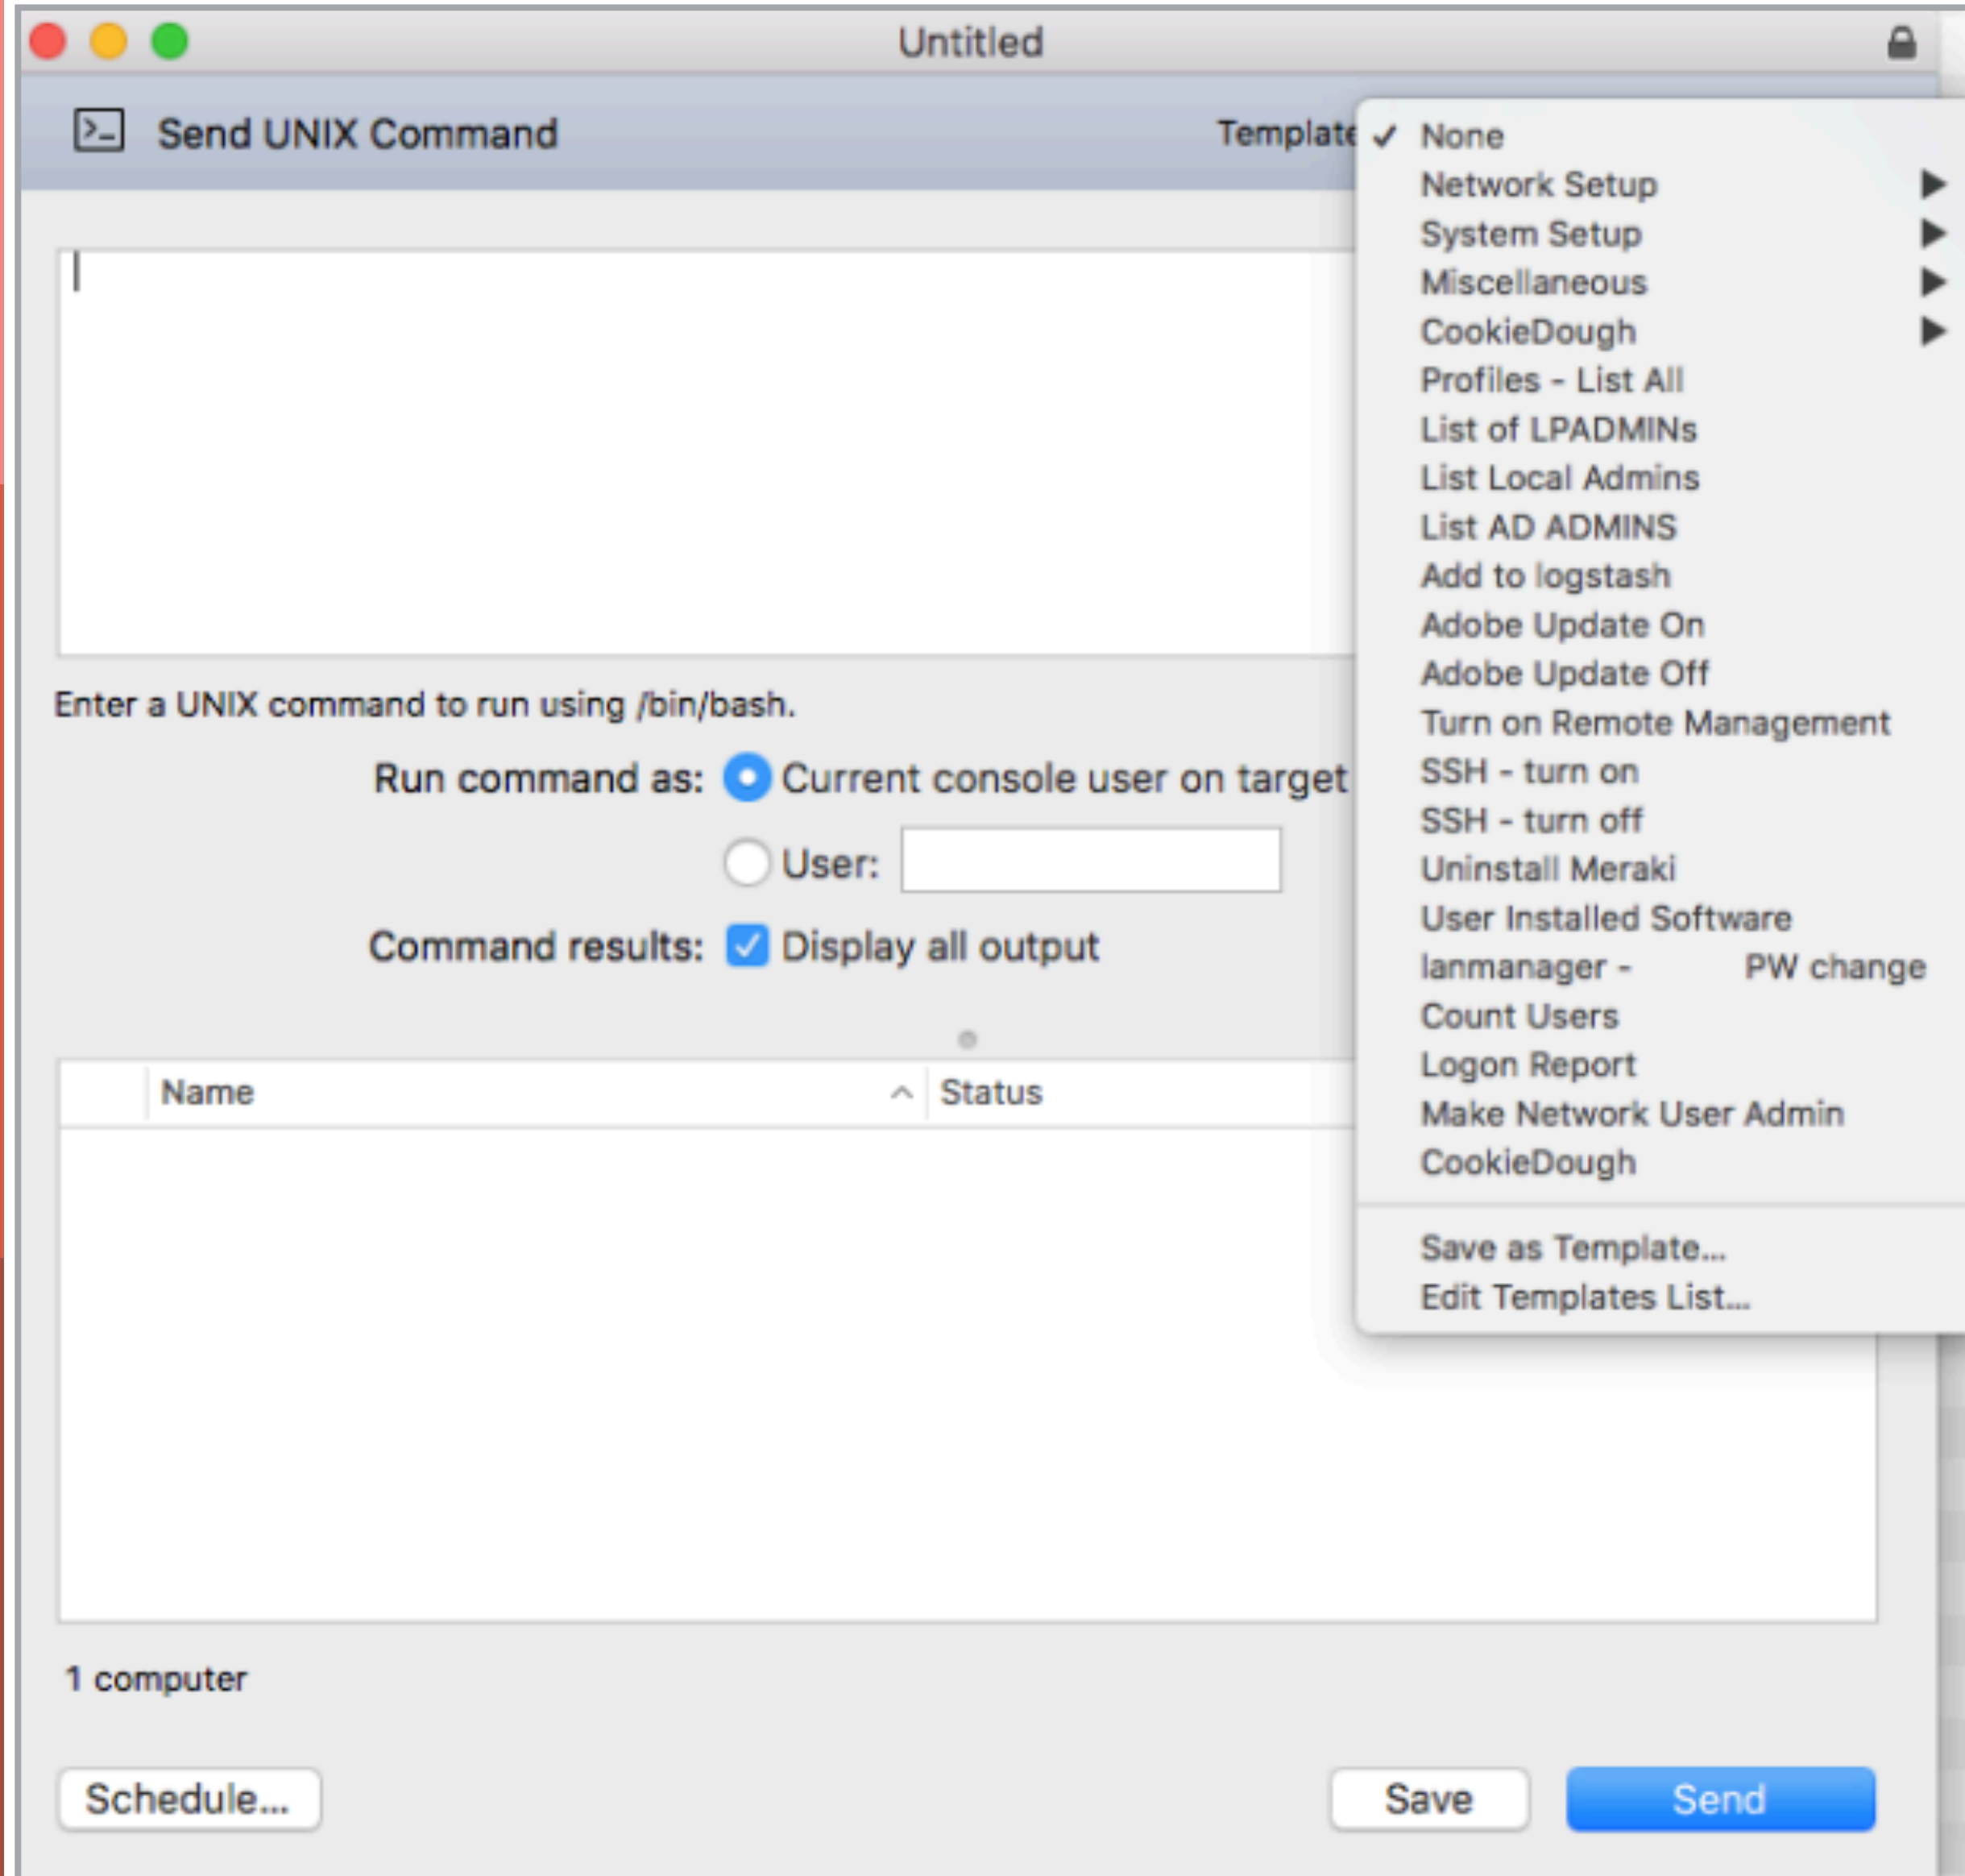 Untitled
Send UNIX Command
Template
None
Network Setup
System Setup
Miscellaneous
CookieDough
Profiles - List All
List of LPADMINs
List Local Admins
List AD ADMINS
Add to logstash
Adobe Update On
Adobe Update Off
Turn on Remote Management
SSH - turn on
SSH - turn off
Uninstall Meraki
User Installed Software
lanmanager - PW change
Count Users
Logon Report
Make Network User Admin
CookieDough
Save as Template...
Edit Templates List...
Enter a UNIX command to run using /bin/bash.
Run command as: Current console user on target
User:
Command results: Display all output
Name Status
1 computer
Schedule... Save Send